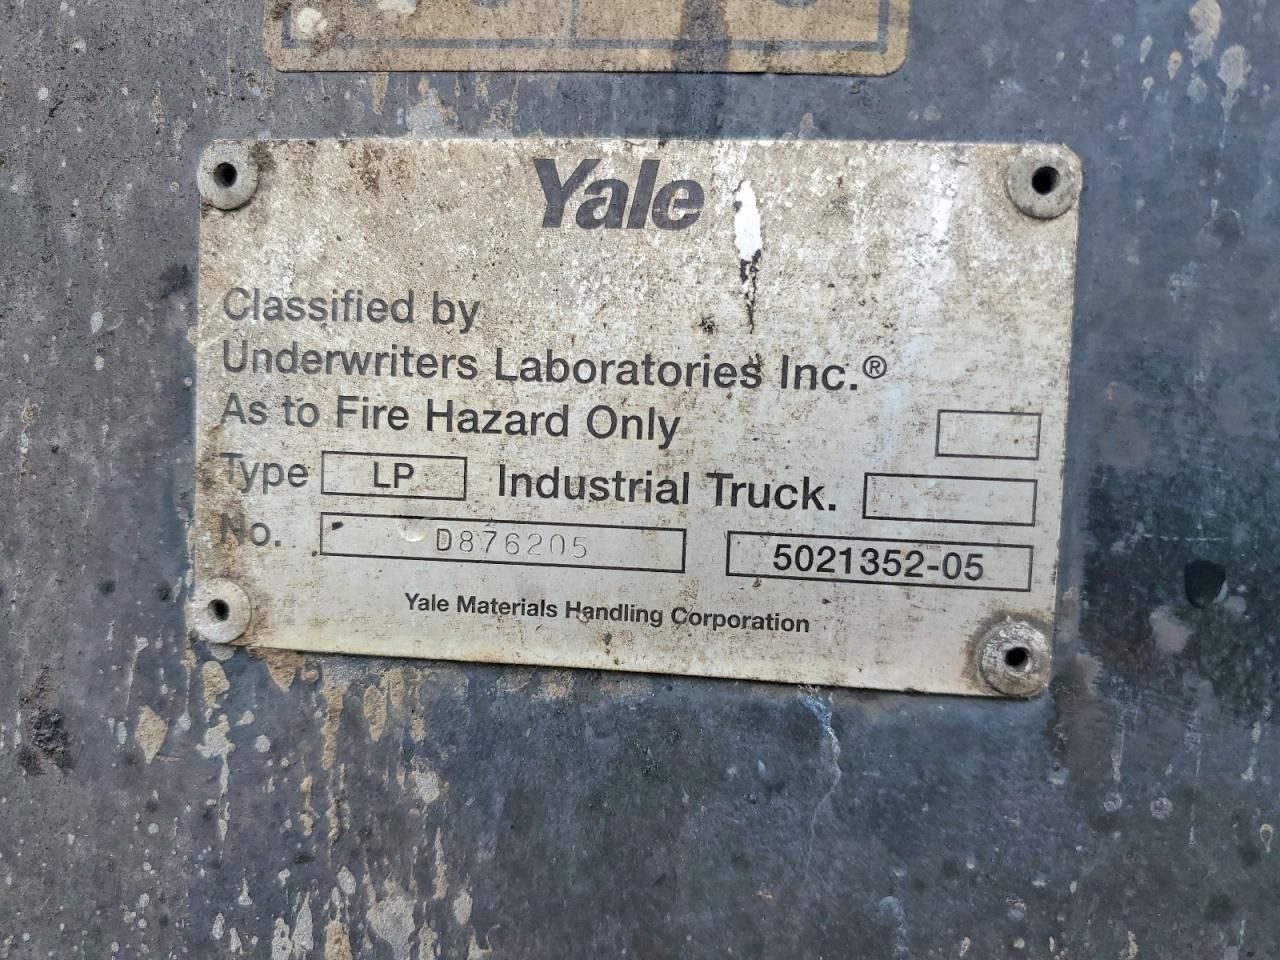 Yale
Classified by
Underwriters Laboratories Inc.®
As to Fire Hazard Only
Type LP Industrial Truck.
No. D876205 5021352-05
Yale Materials Handling Corporation